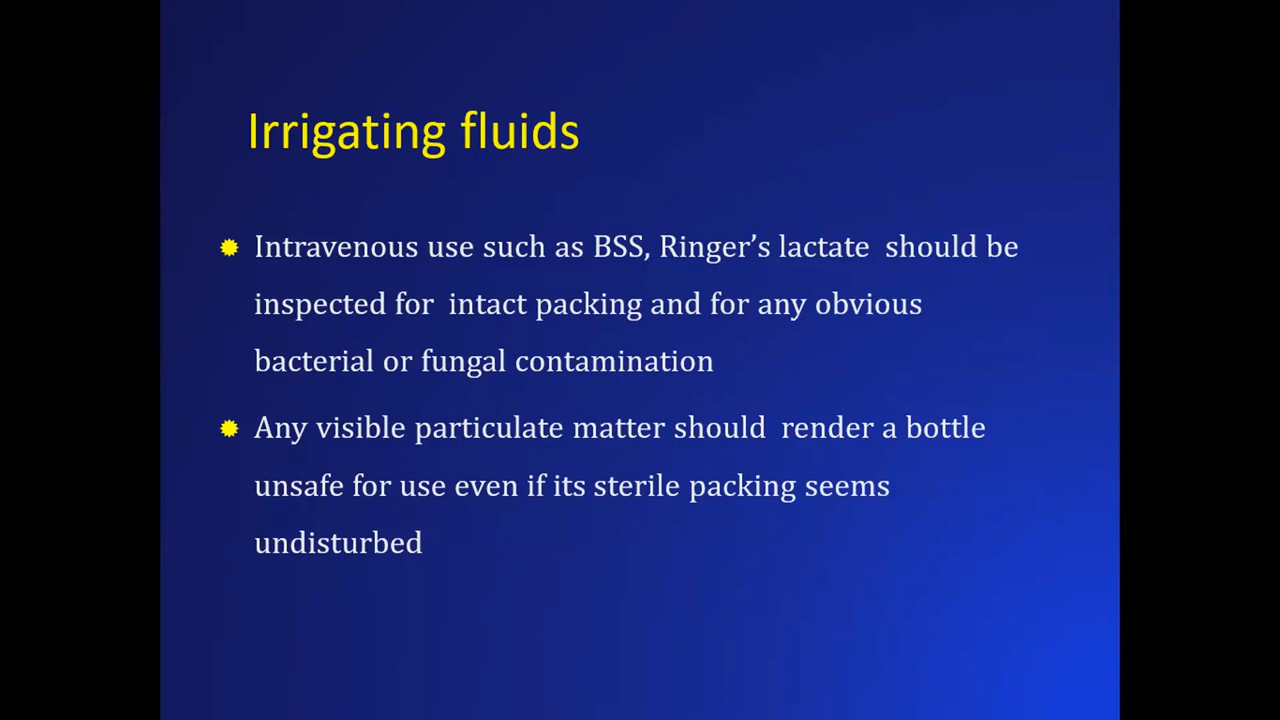 Irrigating fluids
Intravenous use such as BSS, Ringer’s lactate  should be
inspected for  intact packing and for any obvious
bacterial or fungal contamination
Any visible particulate matter should  render a bottle
unsafe for use even if its sterile packing seems
undisturbed